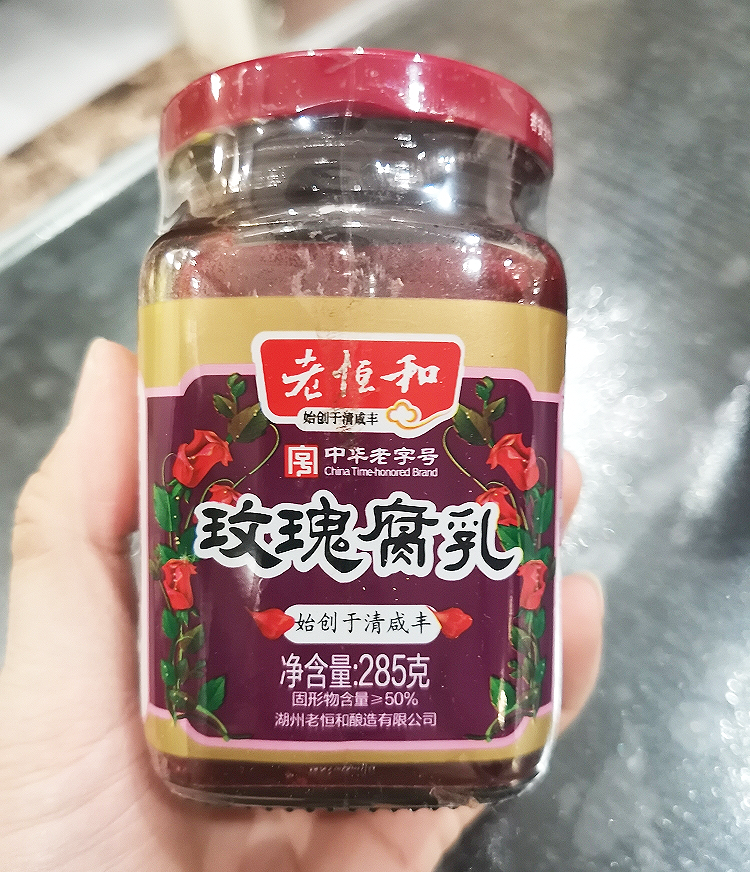 老恒和
始创于清咸丰
字号 中华老字号
China Time-honored Brand
玫瑰腐乳
始创于清咸丰
净含量:285克
固形物含量≥50%
湖州老恒和酿造有限公司